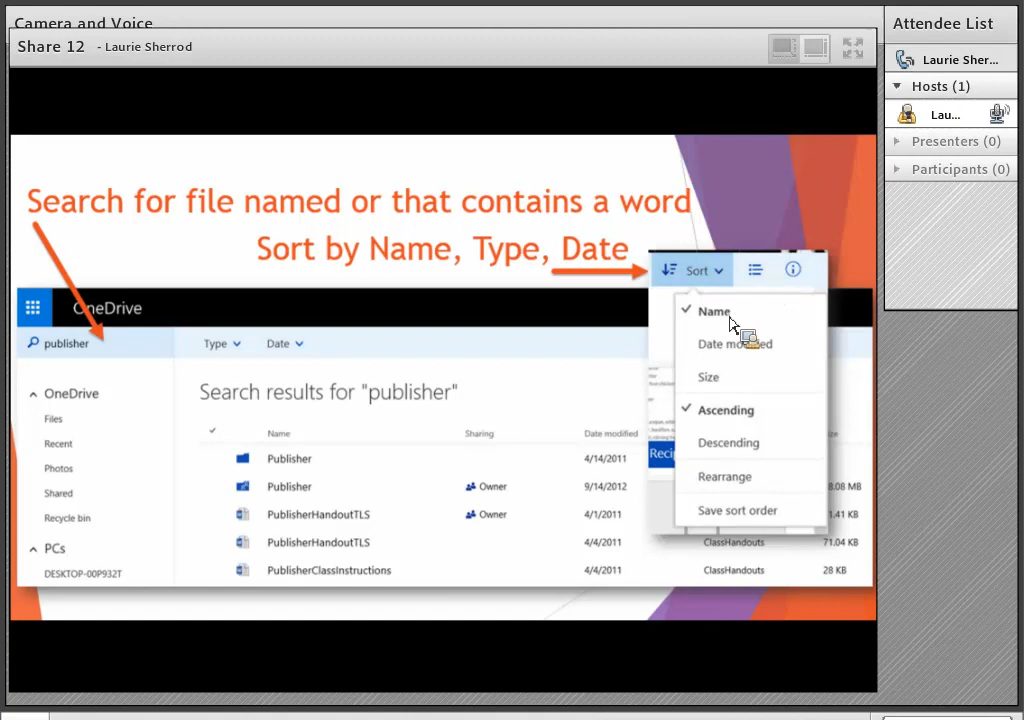 Camera and Voice
Share 12 - Laurie Sherrod
Attendee List
Laurie Sher...
Hosts (1)
Lau...
Presenters (0)
Participants (0)
Search for file named or that contains a word
Sort by Name, Type, Date
Sort
Name
Date modified
Size
Ascending
Descending
Rearrange
Save sort order
OneDrive
publisher
Type Date
Search results for "publisher"
OneDrive
Files
Recent
Photos
Shared
Recycle bin
PCs
DESKTOP-00P932T
Name Sharing Date modified
Publisher 4/14/2011
Publisher Owner 9/14/2012 8.08 MB
PublisherHandoutTLS Owner 4/1/2011 1.41 KB
PublisherHandoutTLS 4/4/2011 ClassHandouts 71.04 KB
PublisherClassInstructions 4/4/2011 ClassHandouts 28 KB